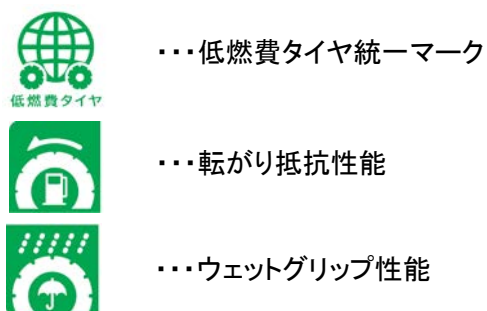 ・・・低燃費タイヤ統一マーク
低燃費タイヤ
・・・転がり抵抗性能
・・・ウェットグリップ性能